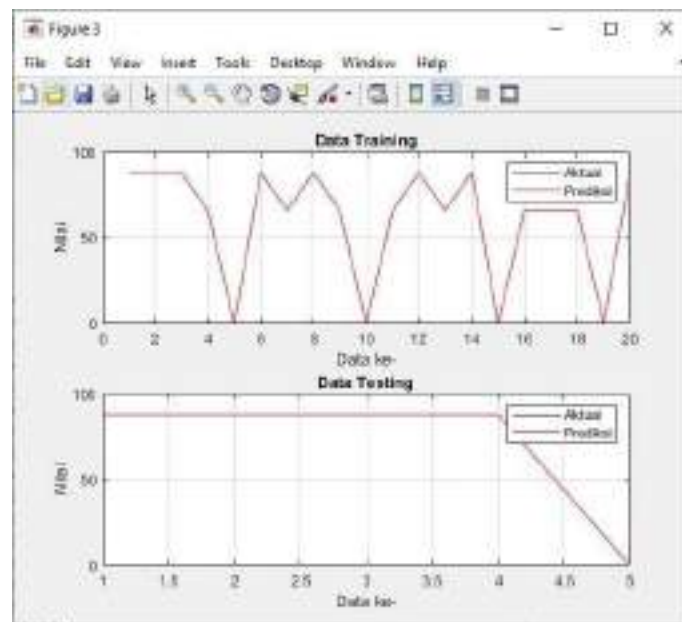 Figure 3
File Edit View Insert Tools Desktop Window Help
Data Training
100
50
0
Nilai
0 2 4 6 8 10 12 14 16 18 20
Data ke-
Aktual
Prediksi
Data Testing
100
50
0
Nilai
1 1.5 2 2.5 3 3.5 4 4.5 5
Data ke-
Aktual
Prediksi